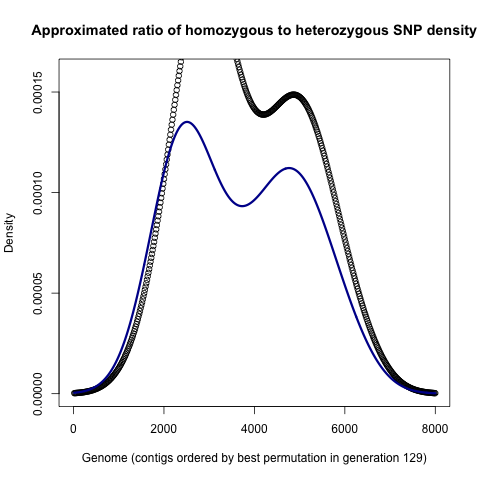 Approximated ratio of homozygous to heterozygous SNP density
Density
0.00015
0.00010
0.00005
0.00000
0 2000 4000 6000 8000
Genome (contigs ordered by best permutation in generation 129)